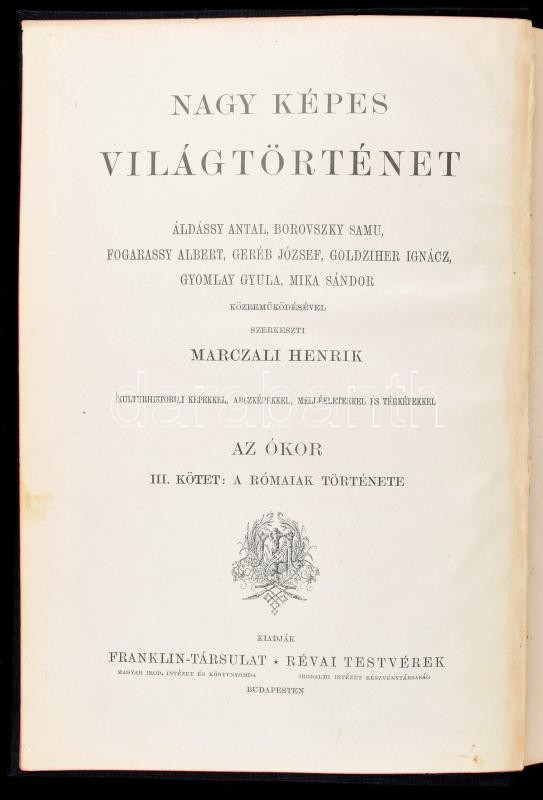 NAGY KÉPES
VILÁGTÖRTÉNET
ÁLDÁSSY ANTAL, BOROVSZKY SAMU,
FOGARASSY ALBERT, GERÉB JÓZSEF, GOLDZIHER IGNÁCZ,
GYOMLAY GYULA, MIKA SÁNDOR
KÖZREMŰKÖDÉSÉVEL
SZERKESZTI
MARCZALI HENRIK
darabanth
KULTURHISTORIAI KÉPEKKEL, ARCZKÉPEKKEL, MELLÉKLETEKKEL ÉS TÉRKÉPEKKEL
AZ ÓKOR
III. KÖTET: A RÓMAIAK TÖRTÉNETE
KIADJÁK
FRANKLIN-TÁRSULAT ⋆ RÉVAI TESTVÉREK
MAGYAR IROD. INTÉZET ÉS KÖNYVNYOMDA IRODALMI INTÉZET RÉSZVÉNYTÁRSASÁG
BUDAPESTEN